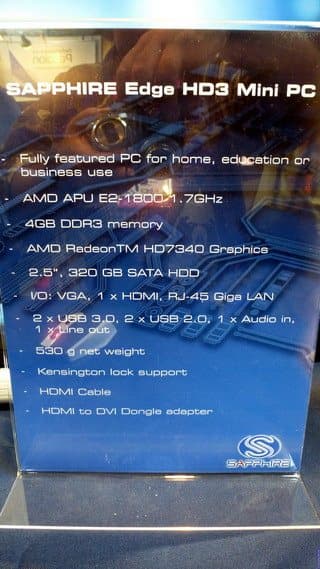 SAPPHIRE Edge HD3 Mini PC
- Fully featured PC for home, education or
business use
- AMD APU E2-1800 1.7GHz
- 4GB DDR3 memory
- AMD RadeonTM HD7340 Graphics
- 2.5", 320 GB SATA HDD
- I/O: VGA, 1 x HDMI, RJ-45 Giga LAN
- 2 x USB 3.0, 2 x USB 2.0, 1 x Audio in,
1 x Line out
- 530 g net weight
- Kensington lock support
- HDMI Cable
- HDMI to DVI Dongle adapter
SAPPHIRE